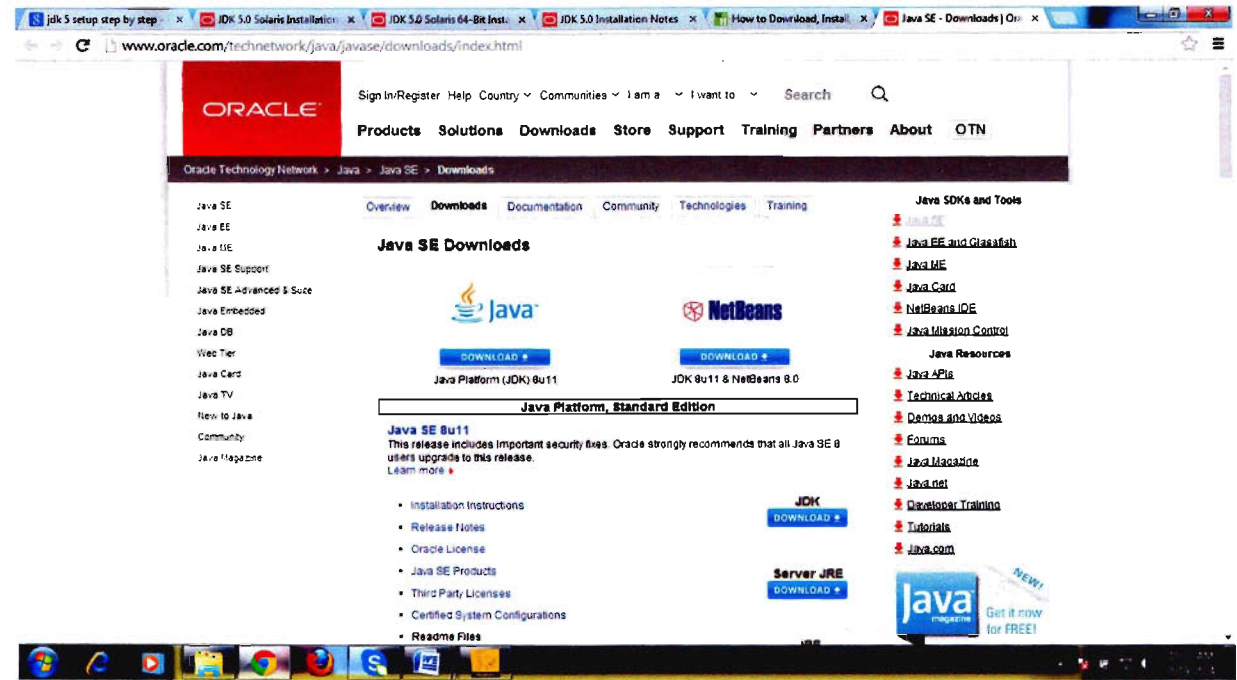 jdk 5 setup step by step -
JDK 5.0 Solaris Installation
JDK 5.0 Solaris 64-Bit Inst.
JDK 5.0 Installation Notes
How to Download, Install,
Java SE - Downloads | Or
www.oracle.com/technetwork/java/javase/downloads/index.html
ORACLE
Sign In/Register Help Country Communities I am a I want to Search
Products Solutions Downloads Store Support Training Partners About OTN
Oracle Technology Network > Java > Java SE > Downloads
Java SE
Java EE
Java ME
Java SE Support
Java SE Advanced & Suite
Java Embedded
Java DB
Web Tier
Java Card
Java TV
New to Java
Community
Java Magazine
Overview Downloads Documentation Community Technologies Training
Java SE Downloads
Java
NetBeans
DOWNLOAD
DOWNLOAD
Java Platform (JDK) 8u11
JDK 8u11 & NetBeans 8.0
Java Platform, Standard Edition
Java SE 8u11
This release includes important security fixes. Oracle strongly recommends that all Java SE 8
users upgrade to this release.
Learn more
• Installation Instructions
• Release Notes
• Oracle License
• Java SE Products
• Third Party Licenses
• Certified System Configurations
• Readme Files
JDK
DOWNLOAD
Server JRE
DOWNLOAD
JRE
Java SDKs and Tools
Java SE
Java EE and Glassfish
Java ME
Java Card
NetBeans IDE
Java Mission Control
Java Resources
Java APIs
Technical Articles
Demos and Videos
Forums
Java Magazine
Java.net
Developer Training
Tutorials
Java.com
NEW!
Java
magazine
Get it now
for FREE!